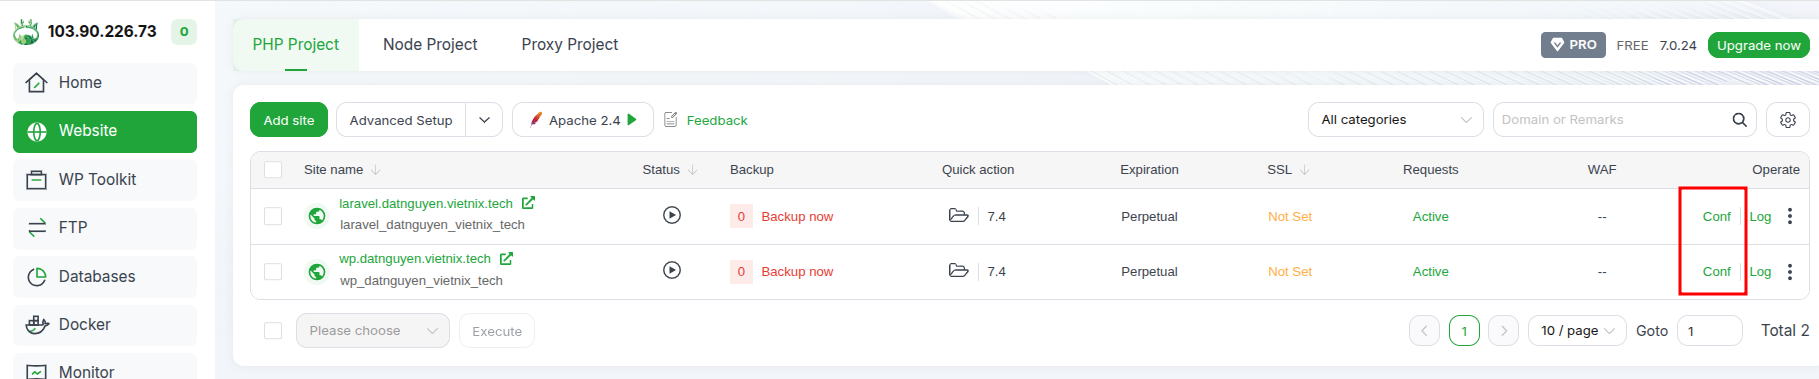 103.90.226.73 0
Home
Website
WP Toolkit
FTP
Databases
Docker
Monitor
PHP Project Node Project Proxy Project PRO FREE 7.0.24 Upgrade now
Add site Advanced Setup Apache 2.4 Feedback All categories Domain or Remarks
Site name Status Backup Quick action Expiration SSL Requests WAF Operate
laravel.datnguyen.vietnix.tech
laravel_datnguyen_vietnix_tech
0 Backup now 7.4 Perpetual Not Set Active -- Conf Log
wp.datnguyen.vietnix.tech
wp_datnguyen_vietnix_tech
0 Backup now 7.4 Perpetual Not Set Active -- Conf Log
Please choose Execute 1 10 / page Goto 1 Total 2